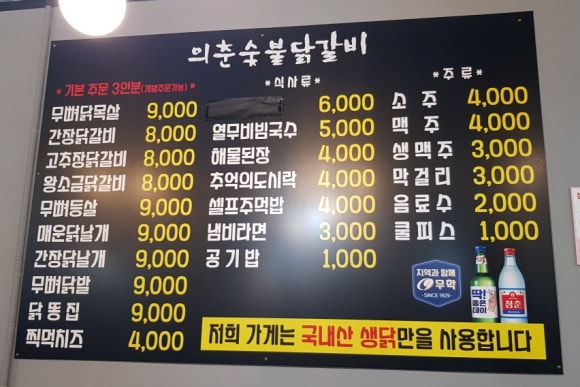 의춘숯불닭갈비
* 기본 주문 3인분(개별주문가능) *
무뼈닭목살 9,000
간장닭갈비 8,000
고추장닭갈비 8,000
왕소금닭갈비 8,000
무뼈등살 9,000
매운닭날개 9,000
간장닭날개 9,000
무뼈닭발 9,000
닭똥집 9,000
찍먹치즈 4,000
* 식사류 *
6,000
열무비빔국수 5,000
해물된장 4,000
추억의도시락 4,000
셀프주먹밥 4,000
냄비라면 3,000
공기밥 1,000
* 주류 *
소주 4,000
맥주 4,000
생맥주 3,000
막걸리 3,000
음료수 2,000
쿨피스 1,000
지역과 함께
무학
SINCE 1929
딱!
좋은
데이
청춘
저희 가게는 국내산 생닭만을 사용합니다